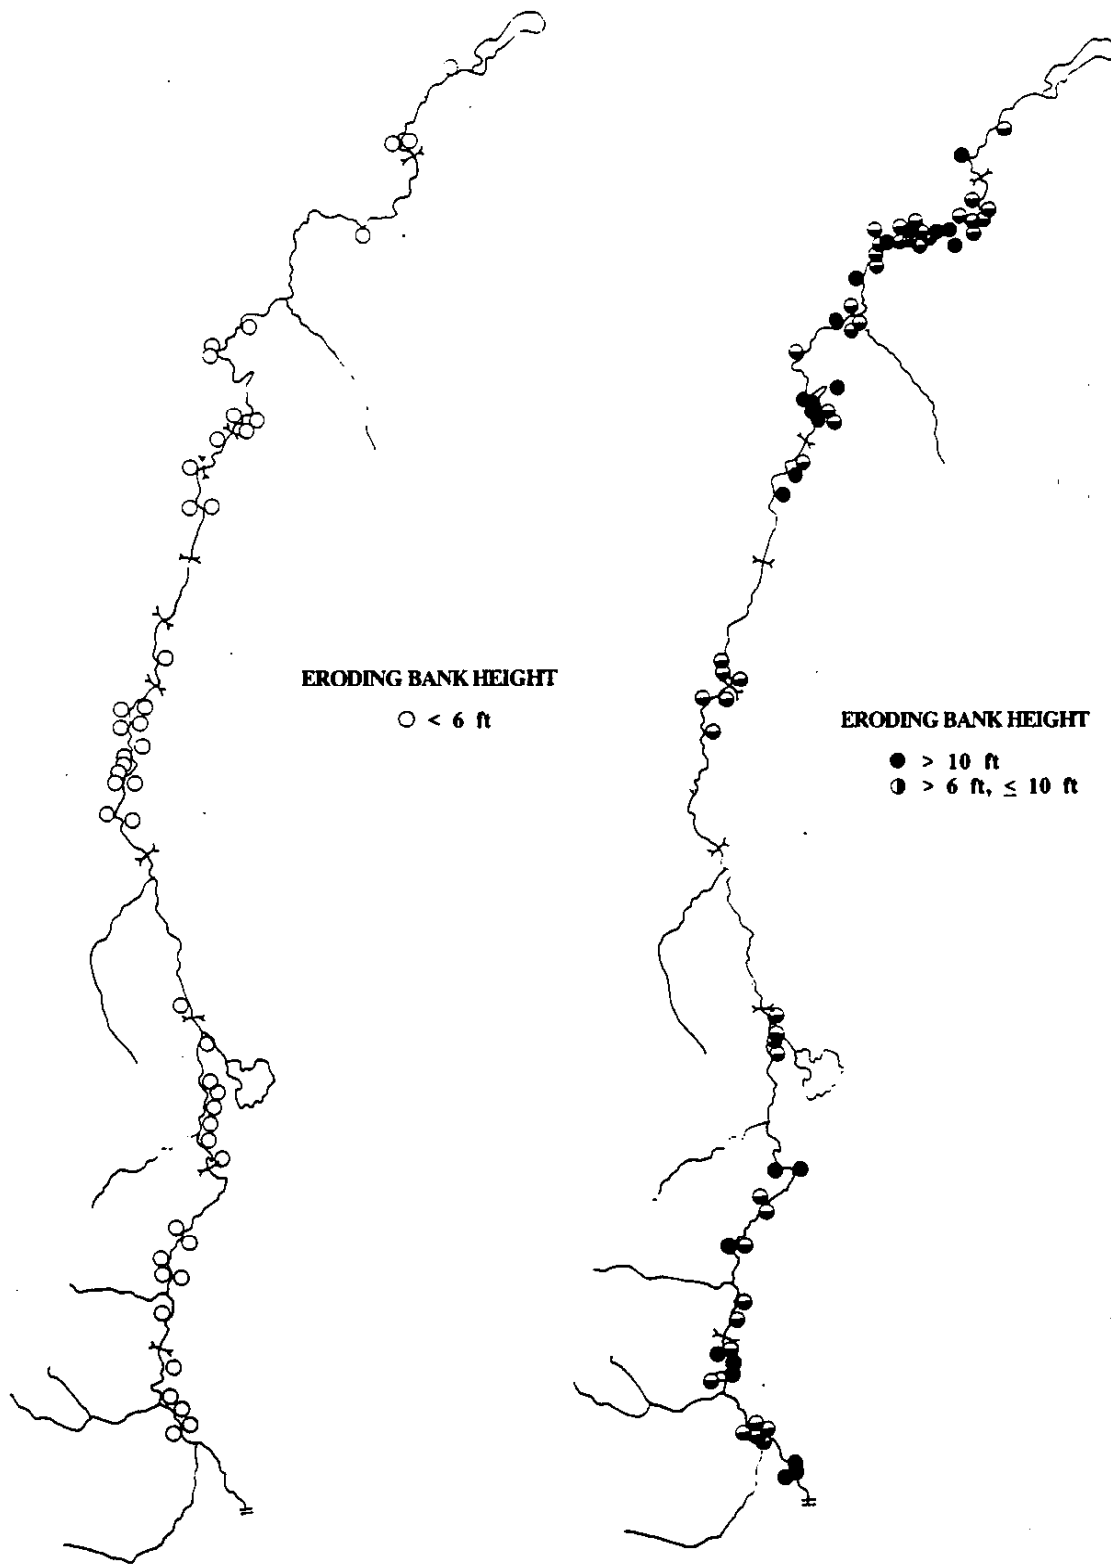 ERODING BANK HEIGHT
○ < 6 ft
ERODING BANK HEIGHT
● > 10 ft
◑ > 6 ft, ≤ 10 ft